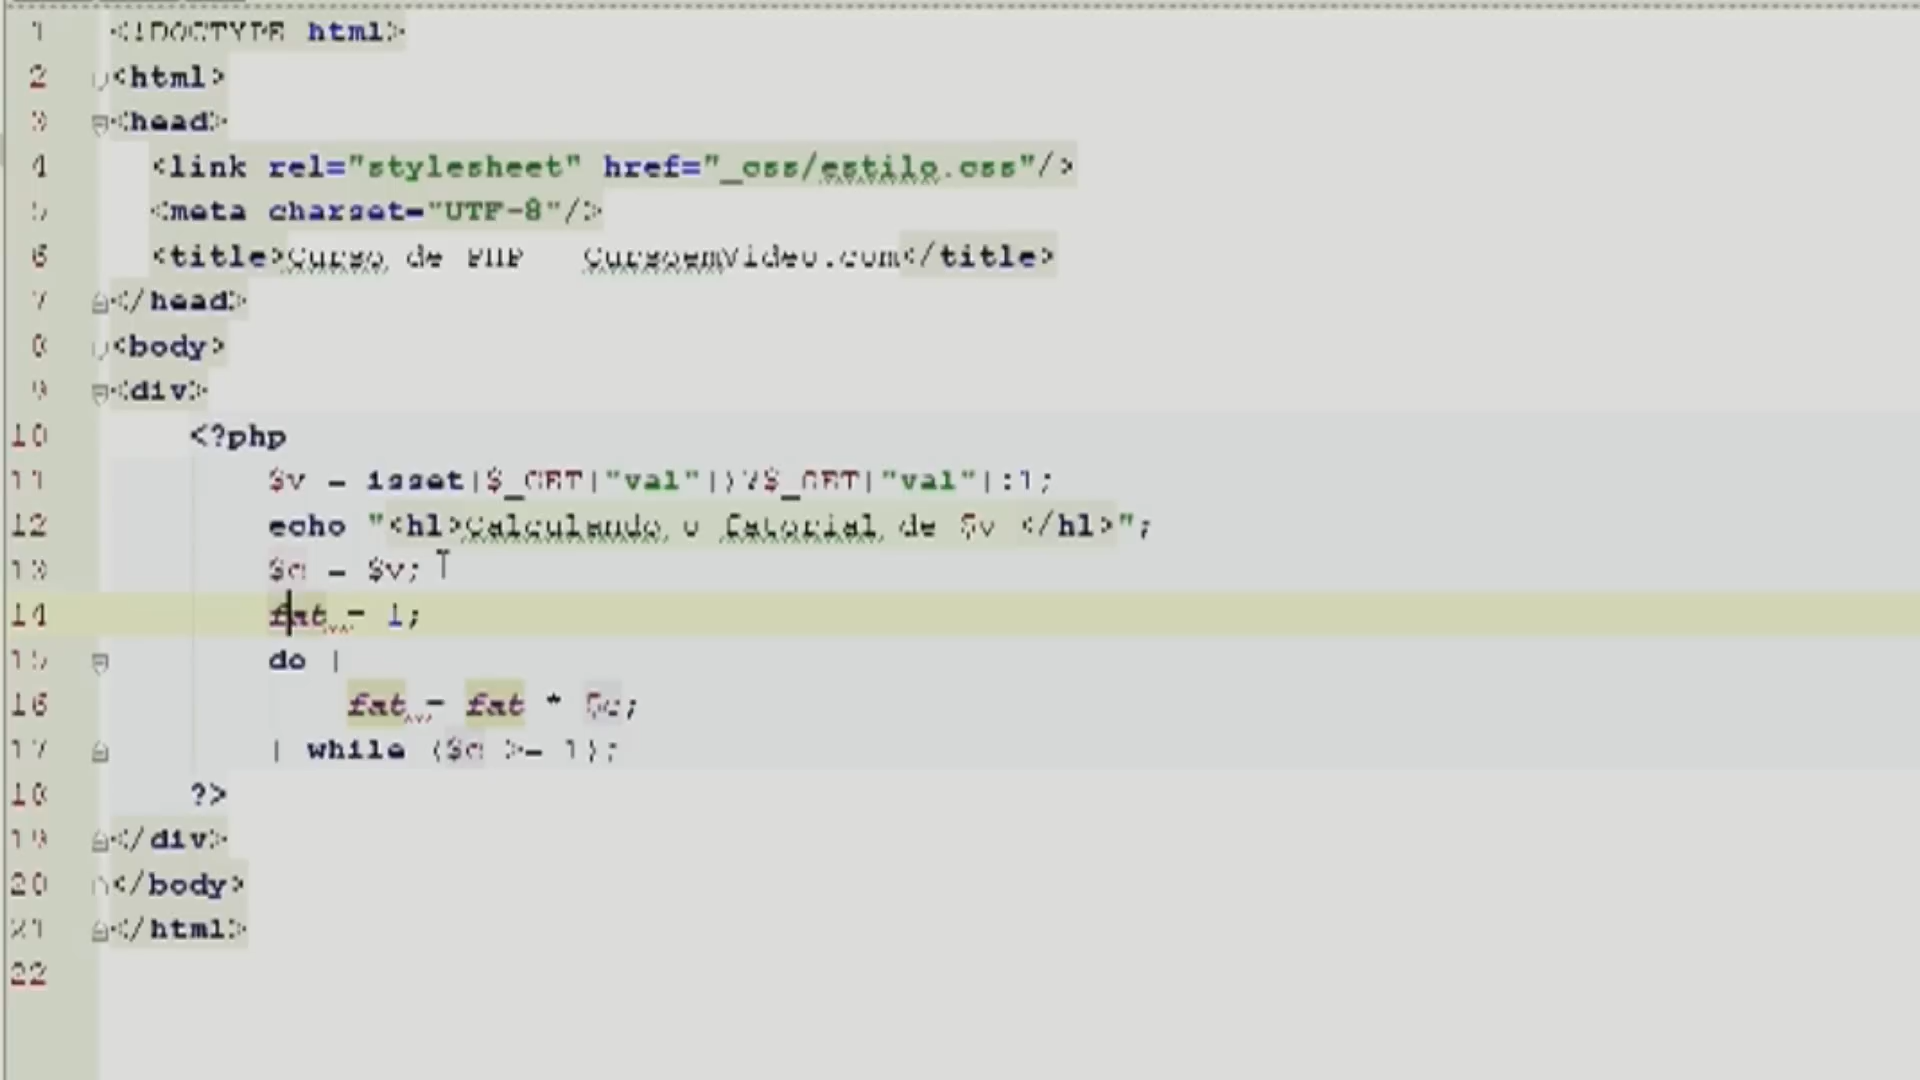 1 <!DOCTYPE html>
2 <html>
3 <head>
4 <link rel="stylesheet" href="_css/estilo.css"/>
5 <meta charset="UTF-8"/>
6 <title>Curso de PHP - CursoemVideo.com</title>
7 </head>
8 <body>
9 <div>
10 <?php
11 $v = isset($_GET["val"])?$_GET["val"]:1;
12 echo "<h1>Calculando o fatorial de $v </h1>";
13 $c = $v;
14 fat = 1;
15 do {
16 fat = fat * $c;
17 } while ($c >= 1);
18 ?>
19 </div>
20 </body>
21 </html>
22